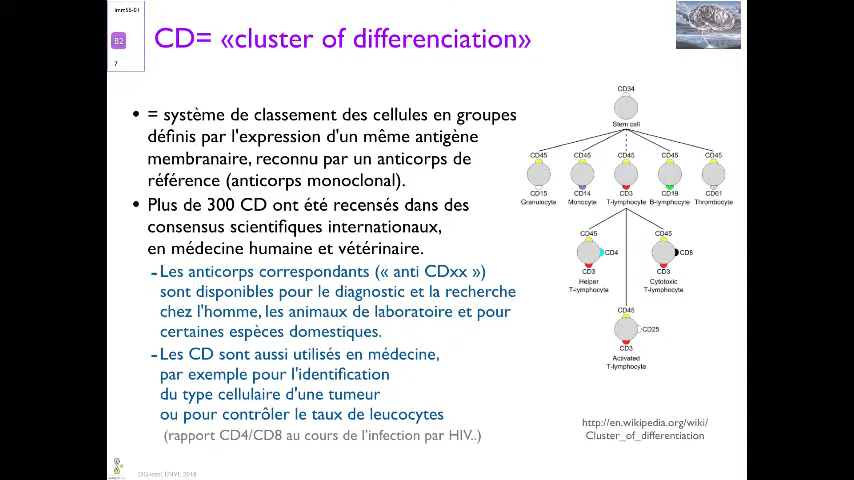 immSS-01
B2
7
CD= «cluster of differenciation»
• = système de classement des cellules en groupes
définis par l'expression d'un même antigène
membranaire, reconnu par un anticorps de
référence (anticorps monoclonal).
• Plus de 300 CD ont été recensés dans des
consensus scientifiques internationaux,
en médecine humaine et vétérinaire.
-Les anticorps correspondants (« anti CDxx »)
sont disponibles pour le diagnostic et la recherche
chez l'homme, les animaux de laboratoire et pour
certaines espèces domestiques.
-Les CD sont aussi utilisés en médecine,
par exemple pour l'identification
du type cellulaire d'une tumeur
ou pour contrôler le taux de leucocytes
(rapport CD4/CD8 au cours de l'infection par HIV..)
CD34
Stem cell
CD45 CD45 CD45 CD45 CD45
CD15 CD14 CD3 CD19 CD61
Granulocyte Monocyte T-lymphocyte B-lymphocyte Thrombocyte
CD45 CD45
CD4 CD8
CD3 CD3
Helper Cytotoxic
T-lymphocyte T-lymphocyte
CD45
CD25
CD3
Activated
T-lymphocyte
http://en.wikipedia.org/wiki/
Cluster_of_differentiation
DGrezel, ENVL 2018